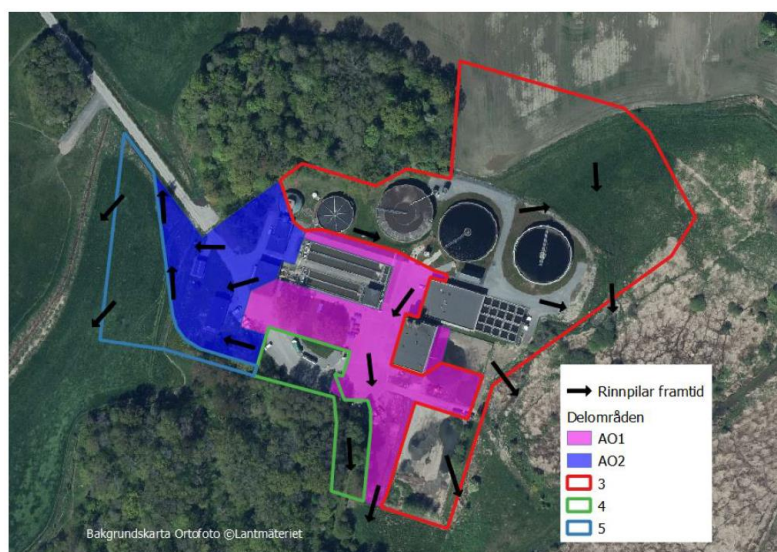 Rinnpilar framtid
Delområden
AO1
AO2
3
4
5
Bakgrundskarta Ortofoto ©Lantmäteriet